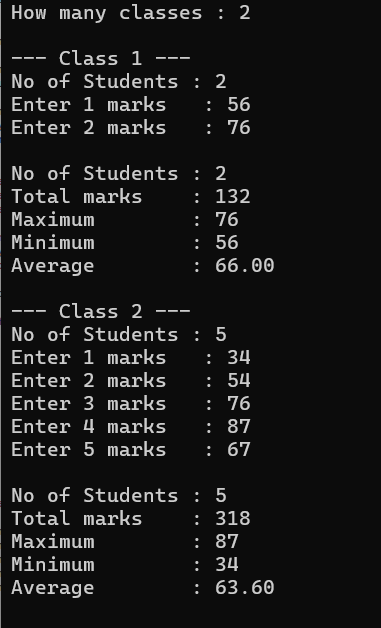 How many classes : 2
--- Class 1 ---
No of Students : 2
Enter 1 marks   : 56
Enter 2 marks   : 76
No of Students : 2
Total marks    : 132
Maximum        : 76
Minimum        : 56
Average        : 66.00
--- Class 2 ---
No of Students : 5
Enter 1 marks   : 34
Enter 2 marks   : 54
Enter 3 marks   : 76
Enter 4 marks   : 87
Enter 5 marks   : 67
No of Students : 5
Total marks    : 318
Maximum        : 87
Minimum        : 34
Average        : 63.60